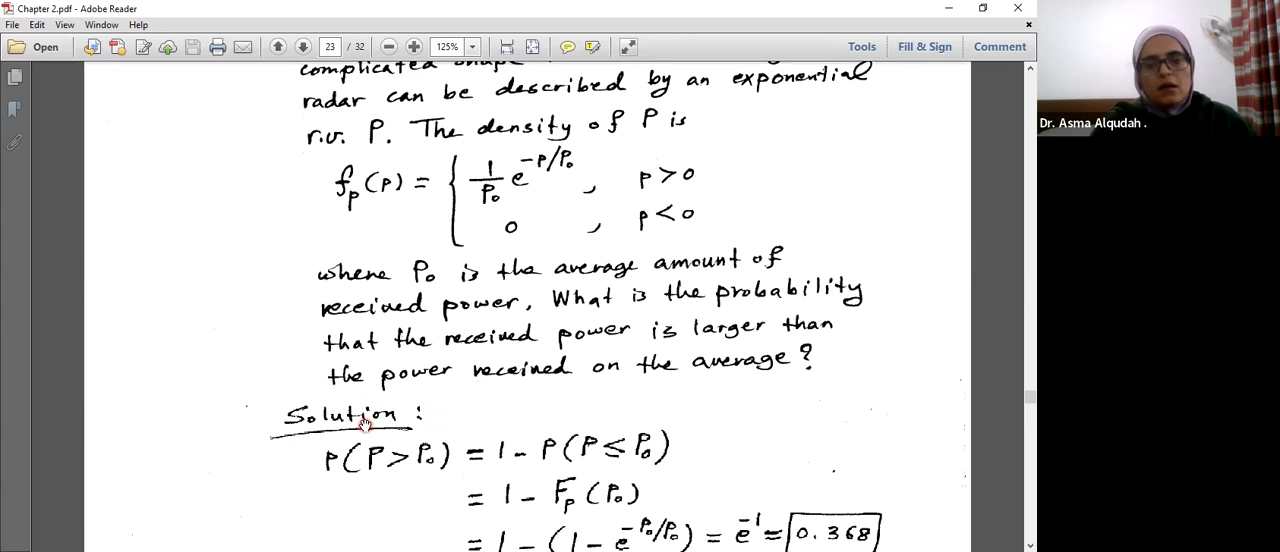 Chapter 2.pdf - Adobe Reader
File Edit View Window Help
Open 23 / 32 125% Tools Fill & Sign Comment
Dr. Asma Alqudah .
complicated shape
radar can be described by an exponential
r.v. P. The density of P is
fₚ(p) = { 1/P₀ e^{-p/P₀} , p > 0
0 , p < 0
where P₀ is the average amount of
received power. What is the probability
that the received power is larger than
the power received on the average?
Solution :
P(P > P₀) = 1 - P(P ≤ P₀)
= 1 - Fₚ(P₀)
= 1 - (1 - e^{-P₀/P₀}) = e^{-1} ≈ 0.368